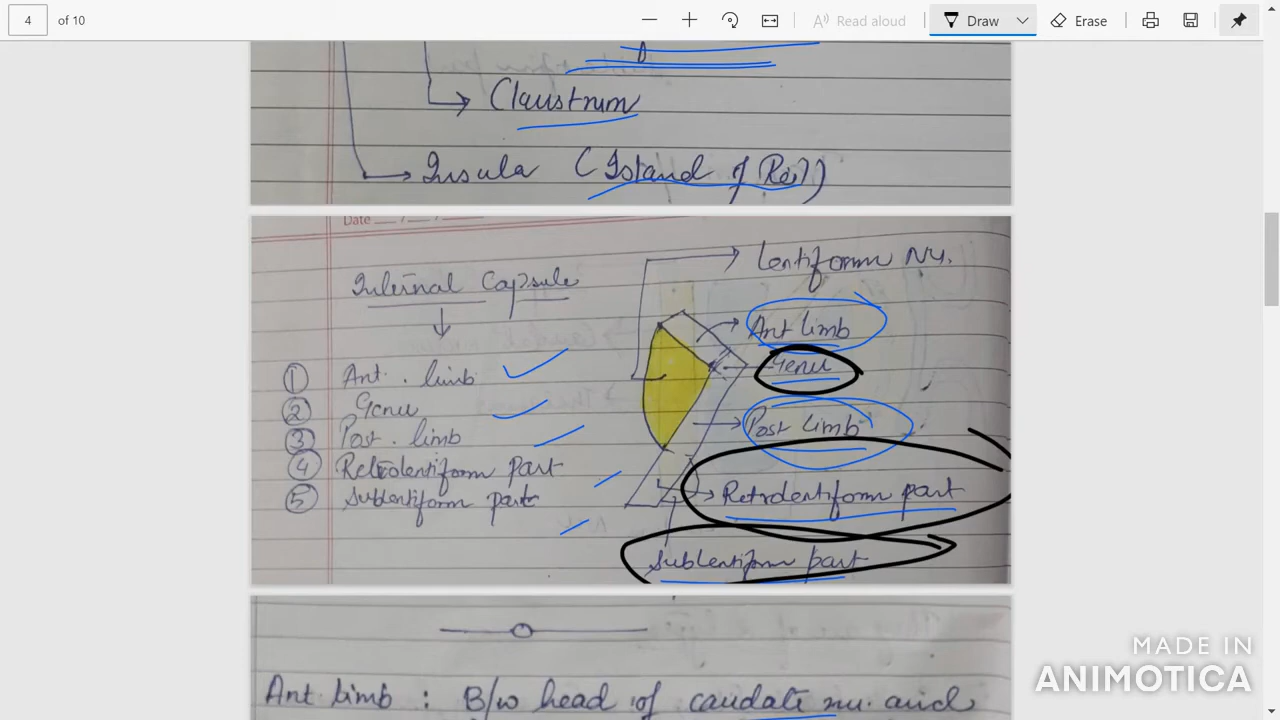 4 of 10
Read aloud
Draw
Erase
Claustrum
Insula (Island of Reil)
Date
Internal Capsule
① Ant. limb
② Genu
③ Post. limb
④ Retrolentiform part
⑤ Sublentiform part
Lentiform Nu.
Ant limb
Genu
Post limb
Retrolentiform part
Sublentiform part
Ant. limb : B/w head of caudate nu. and
MADE IN
ANIMOTICA